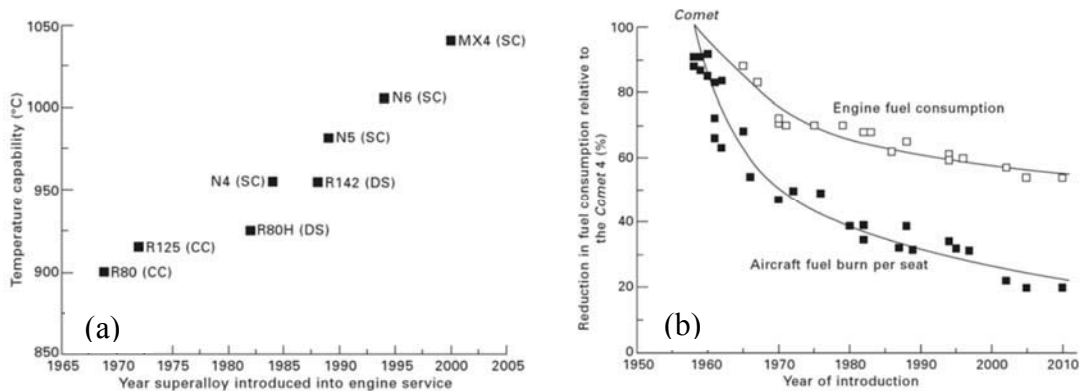 1050
1000
950
900
850
Temperature capability (°C)
MX4 (SC)
N6 (SC)
N5 (SC)
N4 (SC)
R142 (DS)
R80H (DS)
R125 (CC)
R80 (CC)
(a)
1965 1970 1975 1980 1985 1990 1995 2000 2005
Year superalloy introduced into engine service
Comet
100
80
60
40
20
0
Reduction in fuel consumption relative to
the Comet 4 (%)
Engine fuel consumption
Aircraft fuel burn per seat
(b)
1950 1960 1970 1980 1990 2000 2010
Year of introduction